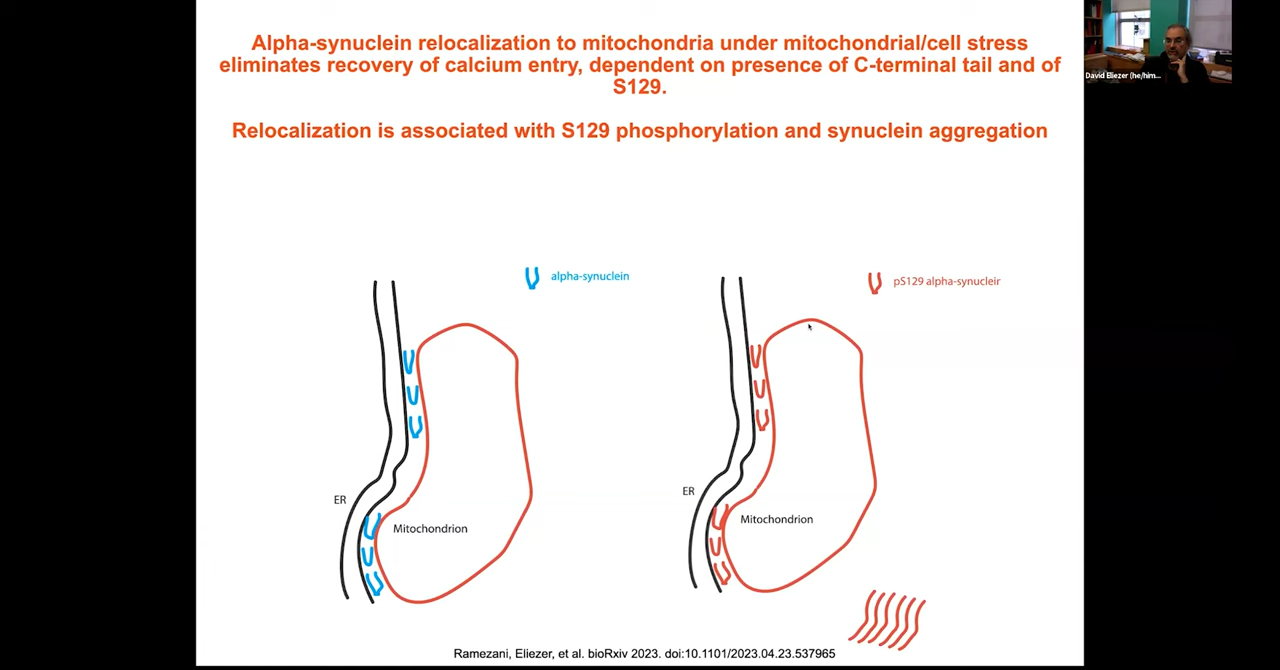 Alpha-synuclein relocalization to mitochondria under mitochondrial/cell stress
eliminates recovery of calcium entry, dependent on presence of C-terminal tail and of
S129.
Relocalization is associated with S129 phosphorylation and synuclein aggregation
David Eliezer (he/him...
alpha-synuclein
pS129 alpha-synucleir
ER
Mitochondrion
ER
Mitochondrion
Ramezani, Eliezer, et al. bioRxiv 2023. doi:10.1101/2023.04.23.537965